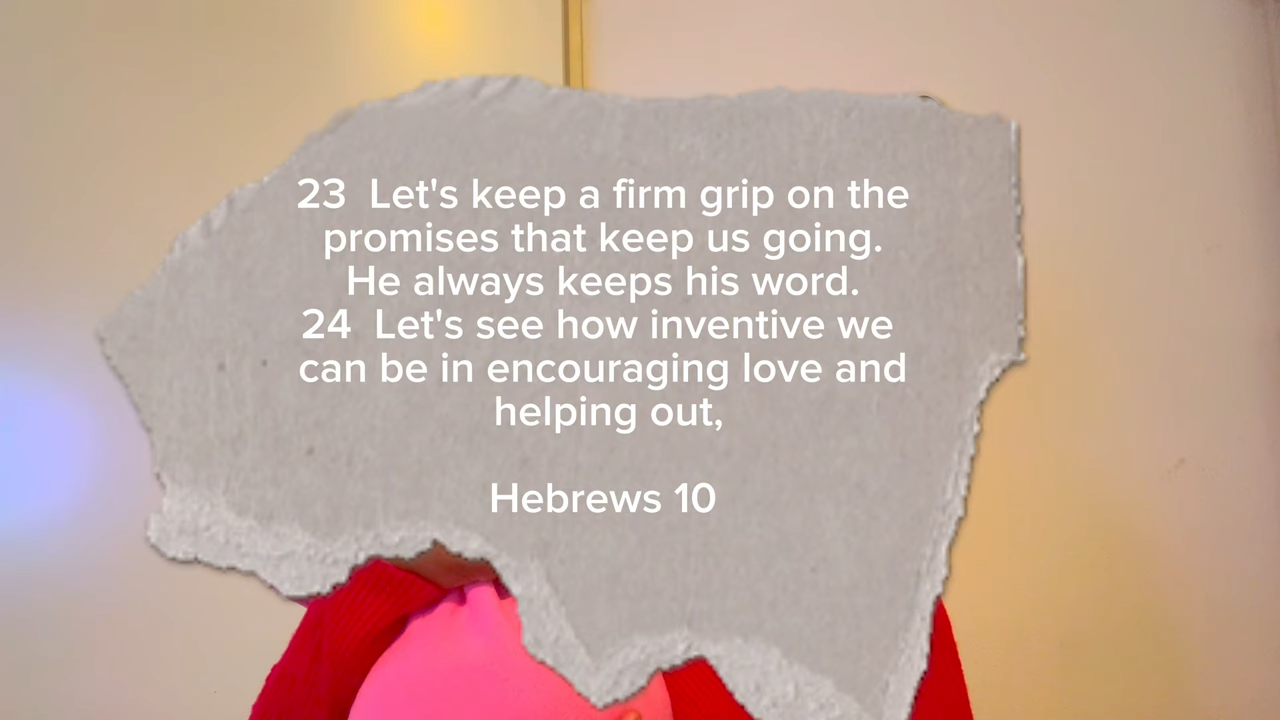 23  Let's keep a firm grip on the
promises that keep us going.
He always keeps his word.
24  Let's see how inventive we
can be in encouraging love and
helping out,
Hebrews 10